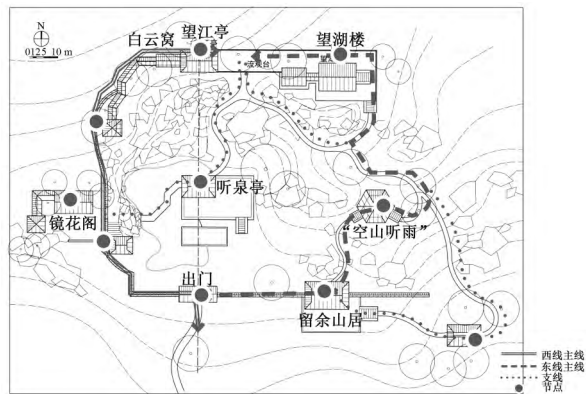 N
0125 10 m
望江亭
白云窝
望湖楼
听泉亭
镜花阁
“空山听雨”
出门
留余山居
西线主线
东线主线
支线
节点